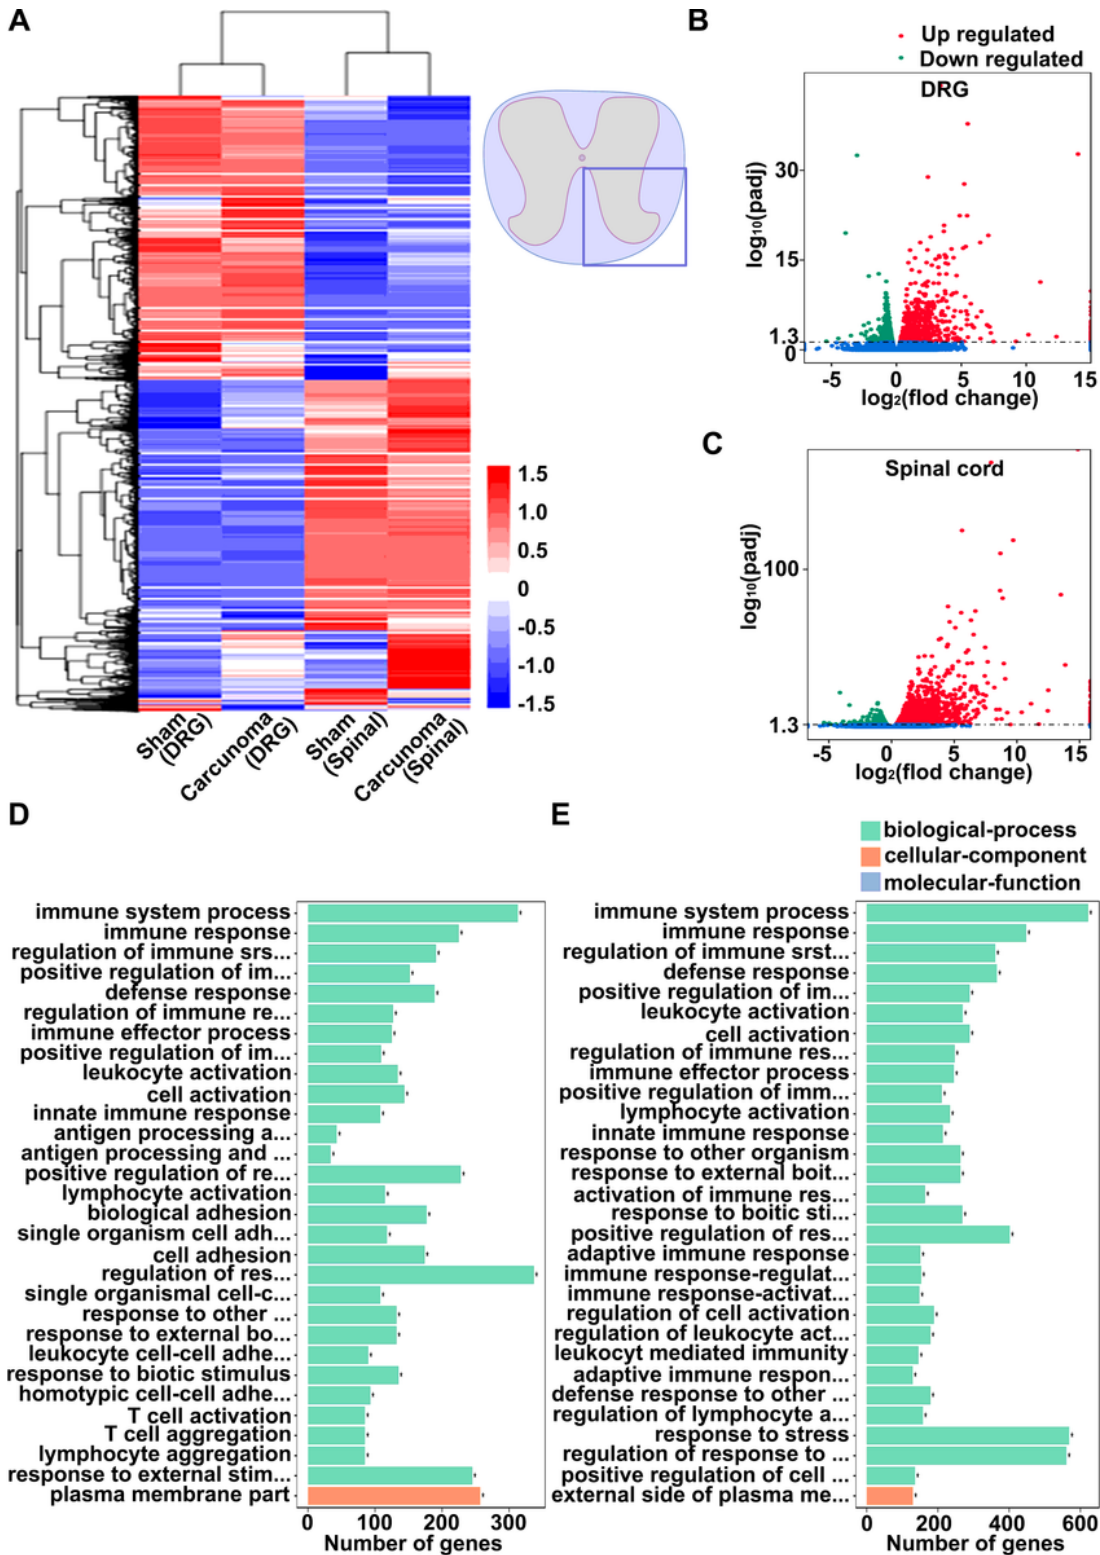 A
1.5
1.0
0.5
0
-0.5
-1.0
-1.5
Sham
(DRG)
Carcunoma
(DRG)
Sham
(Spinal)
Carcunoma
(Spinal)
B
Up regulated
Down regulated
DRG
log10(padj)
30
15
1.3
0
-5
0
5
10
15
log2(flod change)
C
Spinal cord
log10(padj)
100
1.3
-5
0
5
10
15
log2(flod change)
D
immune system process
immune response
regulation of immune srs...
positive regulation of im...
defense response
regulation of immune re...
immune effector process
positive regulation of im...
leukocyte activation
cell activation
innate immune response
antigen processing a...
antigen processing and ...
positive regulation of re...
lymphocyte activation
biological adhesion
single organism cell adh...
cell adhesion
regulation of res...
single organismal cell-c...
response to other ...
response to external bo...
leukocyte cell-cell adhe...
response to biotic stimulus
homotypic cell-cell adhe...
T cell activation
T cell aggregation
lymphocyte aggregation
response to external stim...
plasma membrane part
0
100
200
300
Number of genes
E
biological-process
cellular-component
molecular-function
immune system process
immune response
regulation of immune srst...
defense response
positive regulation of im...
leukocyte activation
cell activation
regulation of immune res...
immune effector process
positive regulation of imm...
lymphocyte activation
innate immune response
response to other organism
response to external boit...
activation of immune res...
response to boitic sti...
positive regulation of res...
adaptive immune response
immune response-regulat...
immune response-activat...
regulation of cell activation
regulation of leukocyte act...
leukocyt mediated immunity
adaptive immune respon...
defense response to other ...
regulation of lymphocyte a...
response to stress
regulation of response to ...
positive regulation of cell ...
external side of plasma me...
0
200
400
600
Number of genes